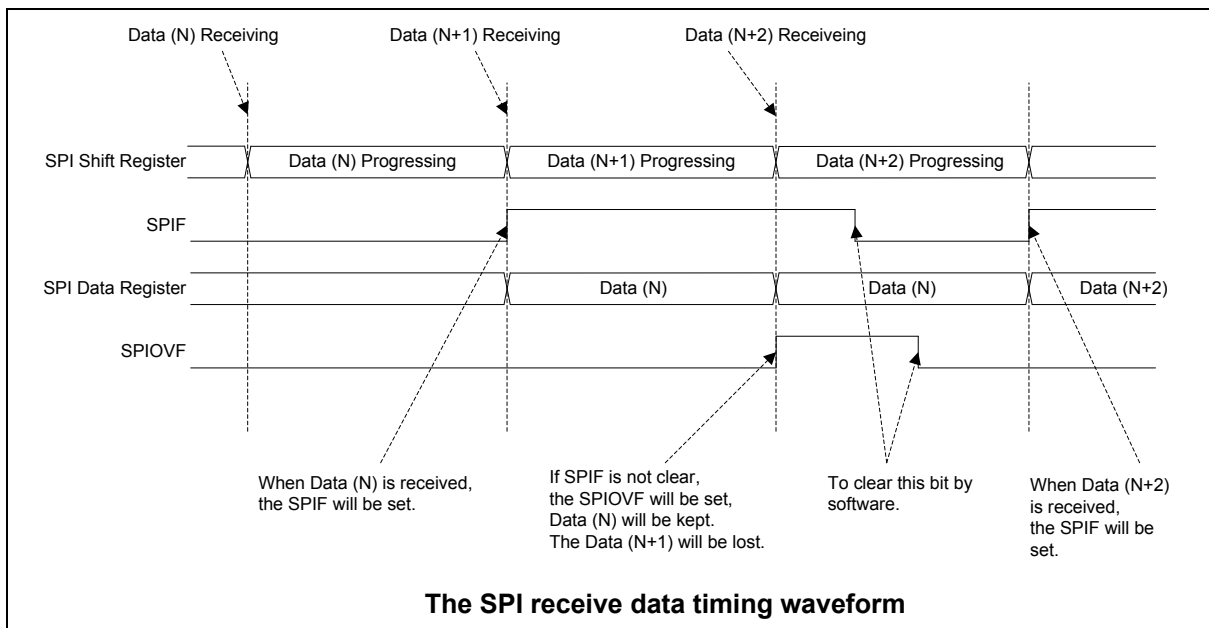 Data (N) Receiving
Data (N+1) Receiving
Data (N+2) Receiveing
SPI Shift Register
Data (N) Progressing
Data (N+1) Progressing
Data (N+2) Progressing
SPIF
SPI Data Register
Data (N)
Data (N)
Data (N+2)
SPIOVF
When Data (N) is received,
the SPIF will be set.
If SPIF is not clear,
the SPIOVF will be set,
Data (N) will be kept.
The Data (N+1) will be lost.
To clear this bit by
software.
When Data (N+2)
is received,
the SPIF will be
set.
The SPI receive data timing waveform